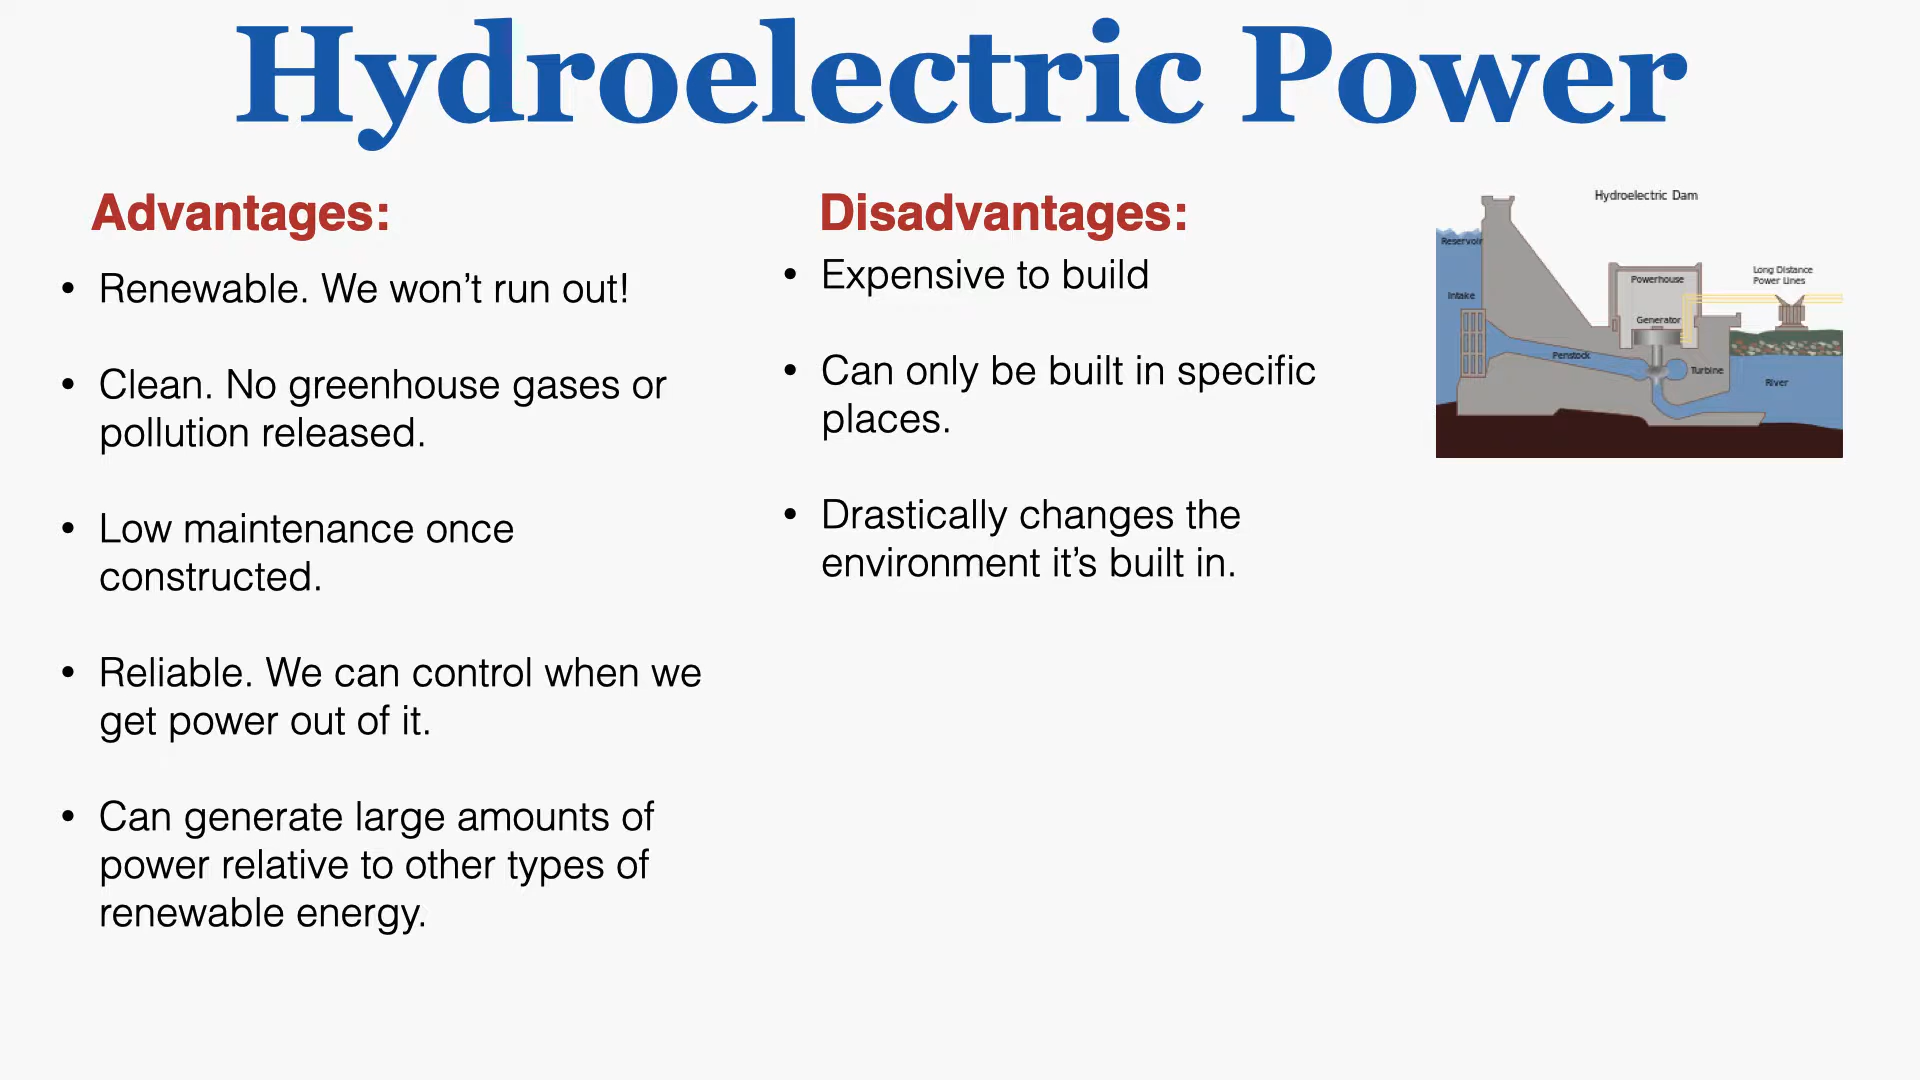 Hydroelectric Power
Advantages:
• Renewable. We won’t run out!
• Clean. No greenhouse gases or
pollution released.
• Low maintenance once
constructed.
• Reliable. We can control when we
get power out of it.
• Can generate large amounts of
power relative to other types of
renewable energy.
Disadvantages:
• Expensive to build
• Can only be built in specific
places.
• Drastically changes the
environment it’s built in.
Hydroelectric Dam
Reservoir
Intake
Penstock
Powerhouse
Generator
Turbine
Long Distance
Power Lines
River